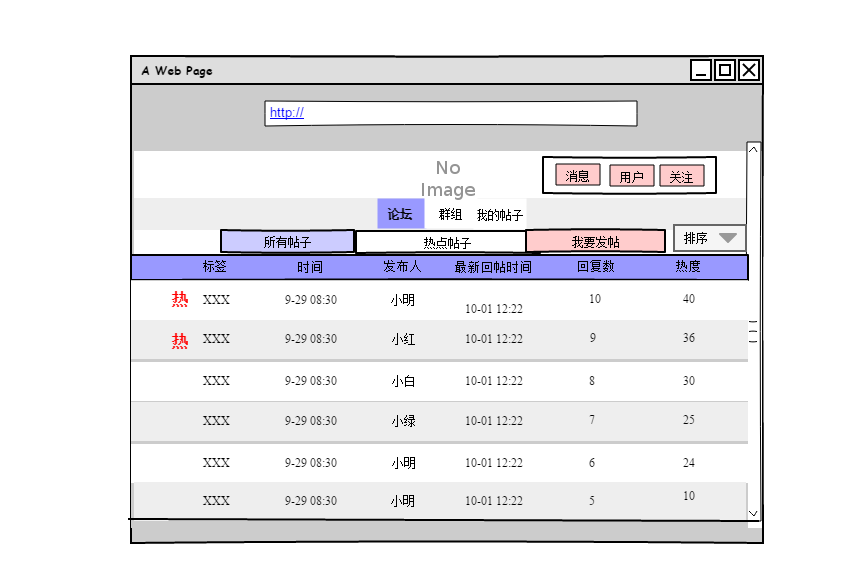 A Web Page
http://
No
Image
消息 用户 关注
论坛 群组 我的帖子
所有帖子 热点帖子 我要发帖 排序
标签 时间 发布人 最新回帖时间 回复数 热度
热 XXX 9-29 08:30 小明 10-01 12:22 10 40
热 XXX 9-29 08:30 小红 10-01 12:22 9 36
XXX 9-29 08:30 小白 10-01 12:22 8 30
XXX 9-29 08:30 小绿 10-01 12:22 7 25
XXX 9-29 08:30 小明 10-01 12:22 6 24
XXX 9-29 08:30 小明 10-01 12:22 5 10